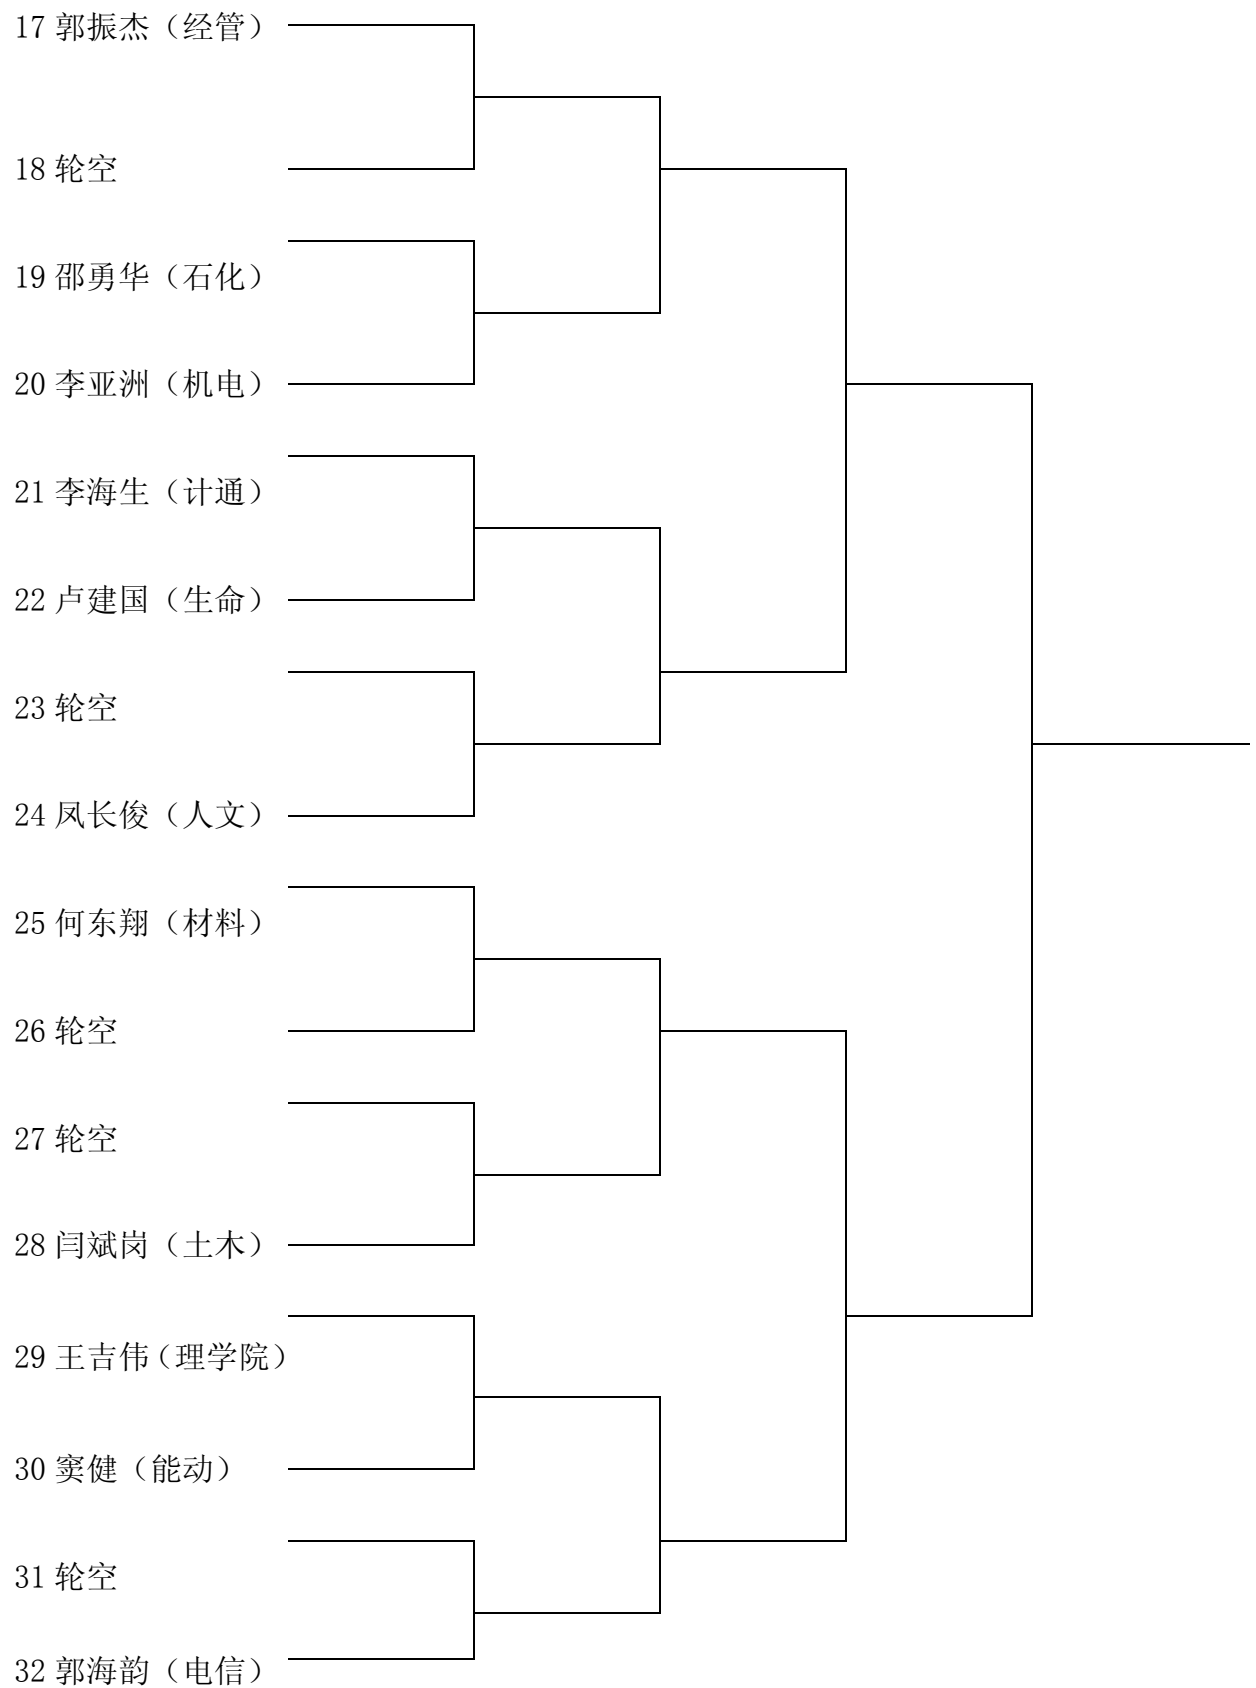 17 郭振杰（经管）
18 轮空
19 邵勇华（石化）
20 李亚洲（机电）
21 李海生（计通）
22 卢建国（生命）
23 轮空
24 凤长俊（人文）
25 何东翔（材料）
26 轮空
27 轮空
28 闫斌岗（土木）
29 王吉伟（理学院）
30 窦健（能动）
31 轮空
32 郭海韵（电信）